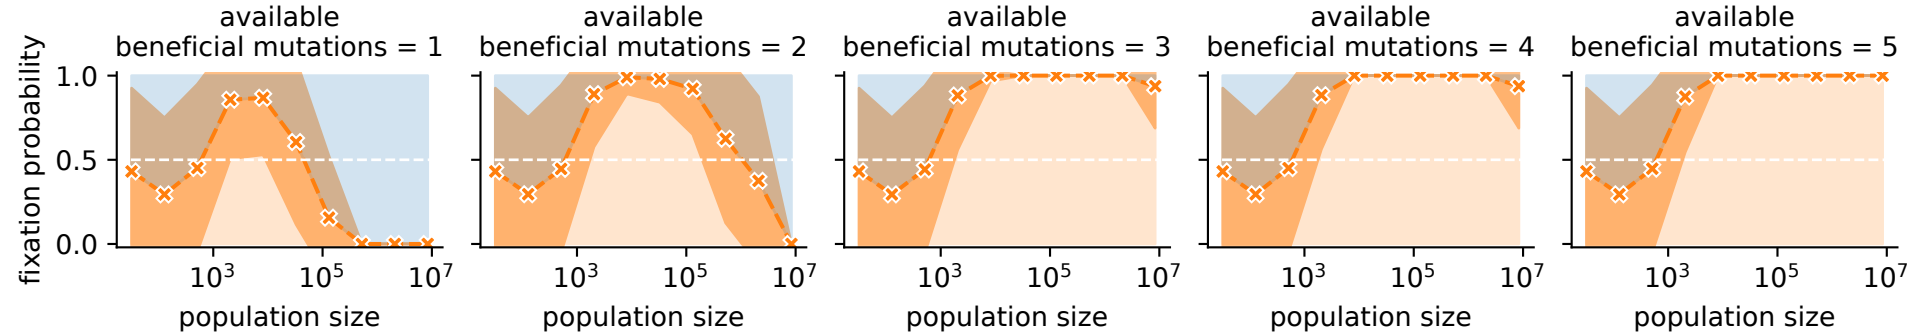 available
beneficial mutations = 1
available
beneficial mutations = 2
available
beneficial mutations = 3
available
beneficial mutations = 4
available
beneficial mutations = 5
fixation probability
1.0
0.5
0.0
10³ 10⁵ 10⁷
10³ 10⁵ 10⁷
10³ 10⁵ 10⁷
10³ 10⁵ 10⁷
10³ 10⁵ 10⁷
population size
population size
population size
population size
population size